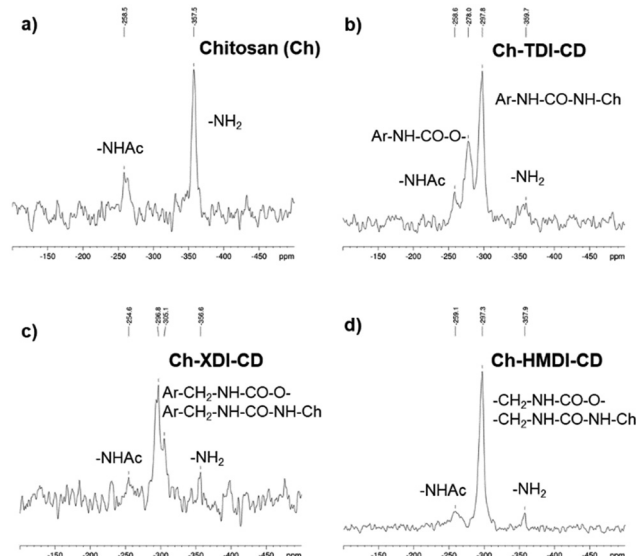 a)
-258.5
-357.5
Chitosan (Ch)
-NHAc
-NH₂
-150 -200 -250 -300 -350 -400 -450 ppm
b)
-258.6
-278.0
-297.8
-359.7
Ch-TDI-CD
Ar-NH-CO-NH-Ch
Ar-NH-CO-O-
-NHAc
-NH₂
-150 -200 -250 -300 -350 -400 -450 ppm
c)
-254.6
-296.8
-305.1
-356.6
Ch-XDI-CD
Ar-CH₂-NH-CO-O-
Ar-CH₂-NH-CO-NH-Ch
-NHAc
-NH₂
-150 -200 -250 -300 -350 -400 -450 ppm
d)
-259.1
-297.3
-357.9
Ch-HMDI-CD
-CH₂-NH-CO-O-
-CH₂-NH-CO-NH-Ch
-NHAc
-NH₂
-150 -200 -250 -300 -350 -400 -450 ppm